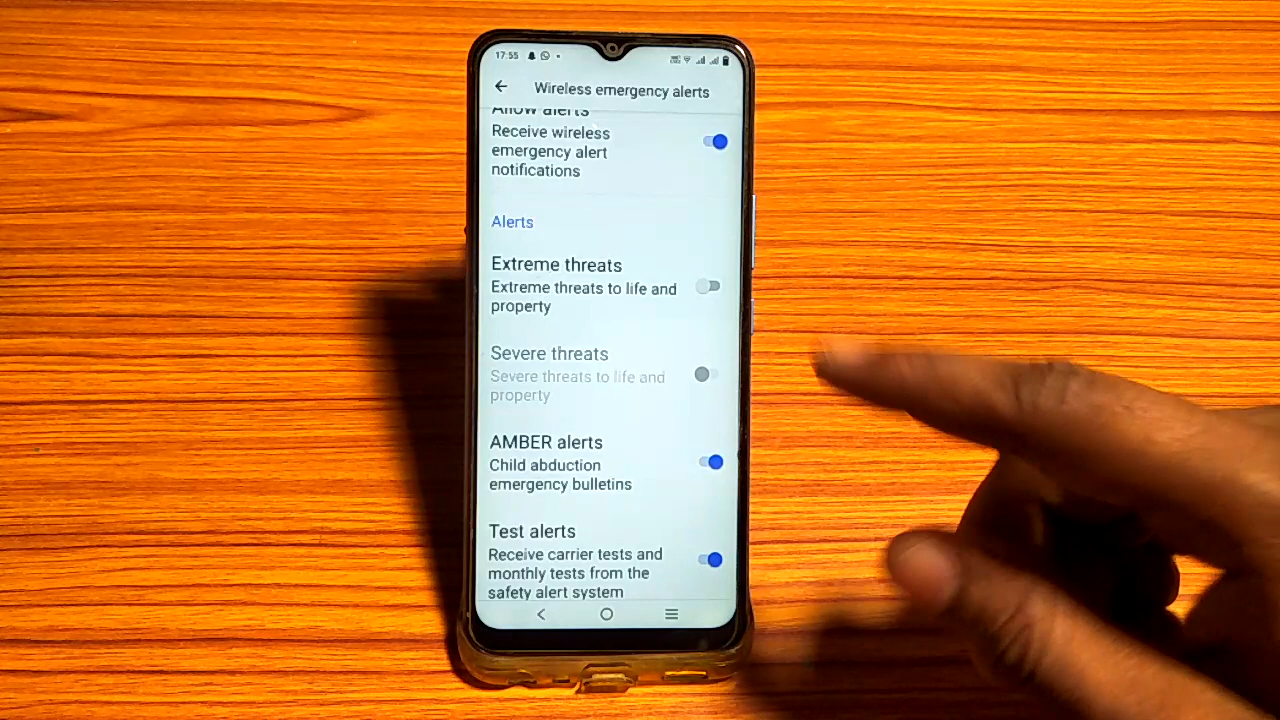 17:55
Wireless emergency alerts
Allow alerts
Receive wireless
emergency alert
notifications
Alerts
Extreme threats
Extreme threats to life and
property
Severe threats
Severe threats to life and
property
AMBER alerts
Child abduction
emergency bulletins
Test alerts
Receive carrier tests and
monthly tests from the
safety alert system